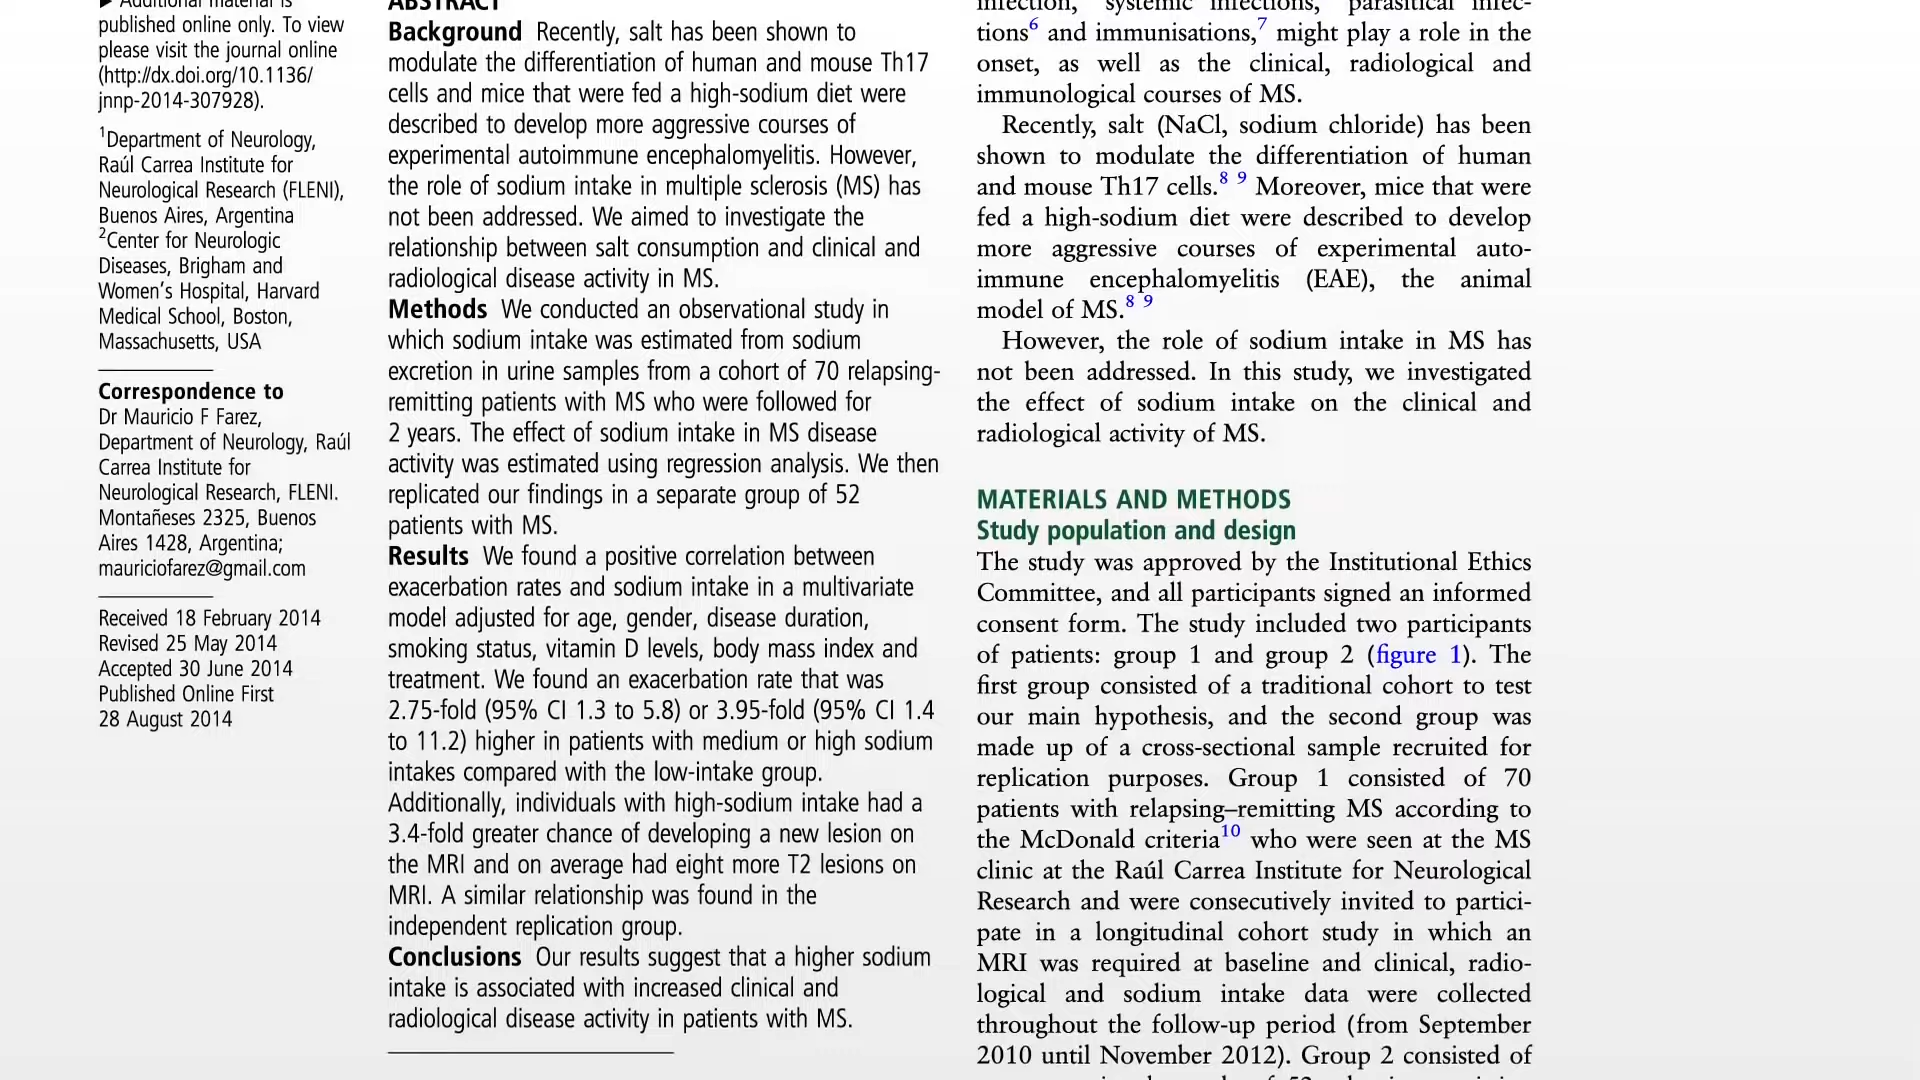 ► Additional material is
published online only. To view
please visit the journal online
(http://dx.doi.org/10.1136/
jnnp-2014-307928).
1Department of Neurology,
Raúl Carrea Institute for
Neurological Research (FLENI),
Buenos Aires, Argentina
2Center for Neurologic
Diseases, Brigham and
Women's Hospital, Harvard
Medical School, Boston,
Massachusetts, USA
Correspondence to
Dr Mauricio F Farez,
Department of Neurology, Raúl
Carrea Institute for
Neurological Research, FLENI.
Montañeses 2325, Buenos
Aires 1428, Argentina;
mauriciofarez@gmail.com
Received 18 February 2014
Revised 25 May 2014
Accepted 30 June 2014
Published Online First
28 August 2014
ABSTRACT
Background Recently, salt has been shown to
modulate the differentiation of human and mouse Th17
cells and mice that were fed a high-sodium diet were
described to develop more aggressive courses of
experimental autoimmune encephalomyelitis. However,
the role of sodium intake in multiple sclerosis (MS) has
not been addressed. We aimed to investigate the
relationship between salt consumption and clinical and
radiological disease activity in MS.
Methods We conducted an observational study in
which sodium intake was estimated from sodium
excretion in urine samples from a cohort of 70 relapsing-
remitting patients with MS who were followed for
2 years. The effect of sodium intake in MS disease
activity was estimated using regression analysis. We then
replicated our findings in a separate group of 52
patients with MS.
Results We found a positive correlation between
exacerbation rates and sodium intake in a multivariate
model adjusted for age, gender, disease duration,
smoking status, vitamin D levels, body mass index and
treatment. We found an exacerbation rate that was
2.75-fold (95% CI 1.3 to 5.8) or 3.95-fold (95% CI 1.4
to 11.2) higher in patients with medium or high sodium
intakes compared with the low-intake group.
Additionally, individuals with high-sodium intake had a
3.4-fold greater chance of developing a new lesion on
the MRI and on average had eight more T2 lesions on
MRI. A similar relationship was found in the
independent replication group.
Conclusions Our results suggest that a higher sodium
intake is associated with increased clinical and
radiological disease activity in patients with MS.
infection, systemic infections, parasitical infec-
tions6 and immunisations,7 might play a role in the
onset, as well as the clinical, radiological and
immunological courses of MS.
Recently, salt (NaCl, sodium chloride) has been
shown to modulate the differentiation of human
and mouse Th17 cells.8 9 Moreover, mice that were
fed a high-sodium diet were described to develop
more aggressive courses of experimental auto-
immune encephalomyelitis (EAE), the animal
model of MS.8 9
However, the role of sodium intake in MS has
not been addressed. In this study, we investigated
the effect of sodium intake on the clinical and
radiological activity of MS.
MATERIALS AND METHODS
Study population and design
The study was approved by the Institutional Ethics
Committee, and all participants signed an informed
consent form. The study included two participants
of patients: group 1 and group 2 (figure 1). The
first group consisted of a traditional cohort to test
our main hypothesis, and the second group was
made up of a cross-sectional sample recruited for
replication purposes. Group 1 consisted of 70
patients with relapsing–remitting MS according to
the McDonald criteria10 who were seen at the MS
clinic at the Raúl Carrea Institute for Neurological
Research and were consecutively invited to partici-
pate in a longitudinal cohort study in which an
MRI was required at baseline and clinical, radio-
logical and sodium intake data were collected
throughout the follow-up period (from September
2010 until November 2012). Group 2 consisted of